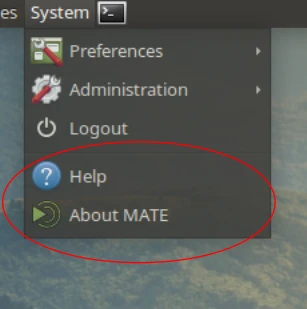 es System
Preferences
Administration
Logout
Help
About MATE